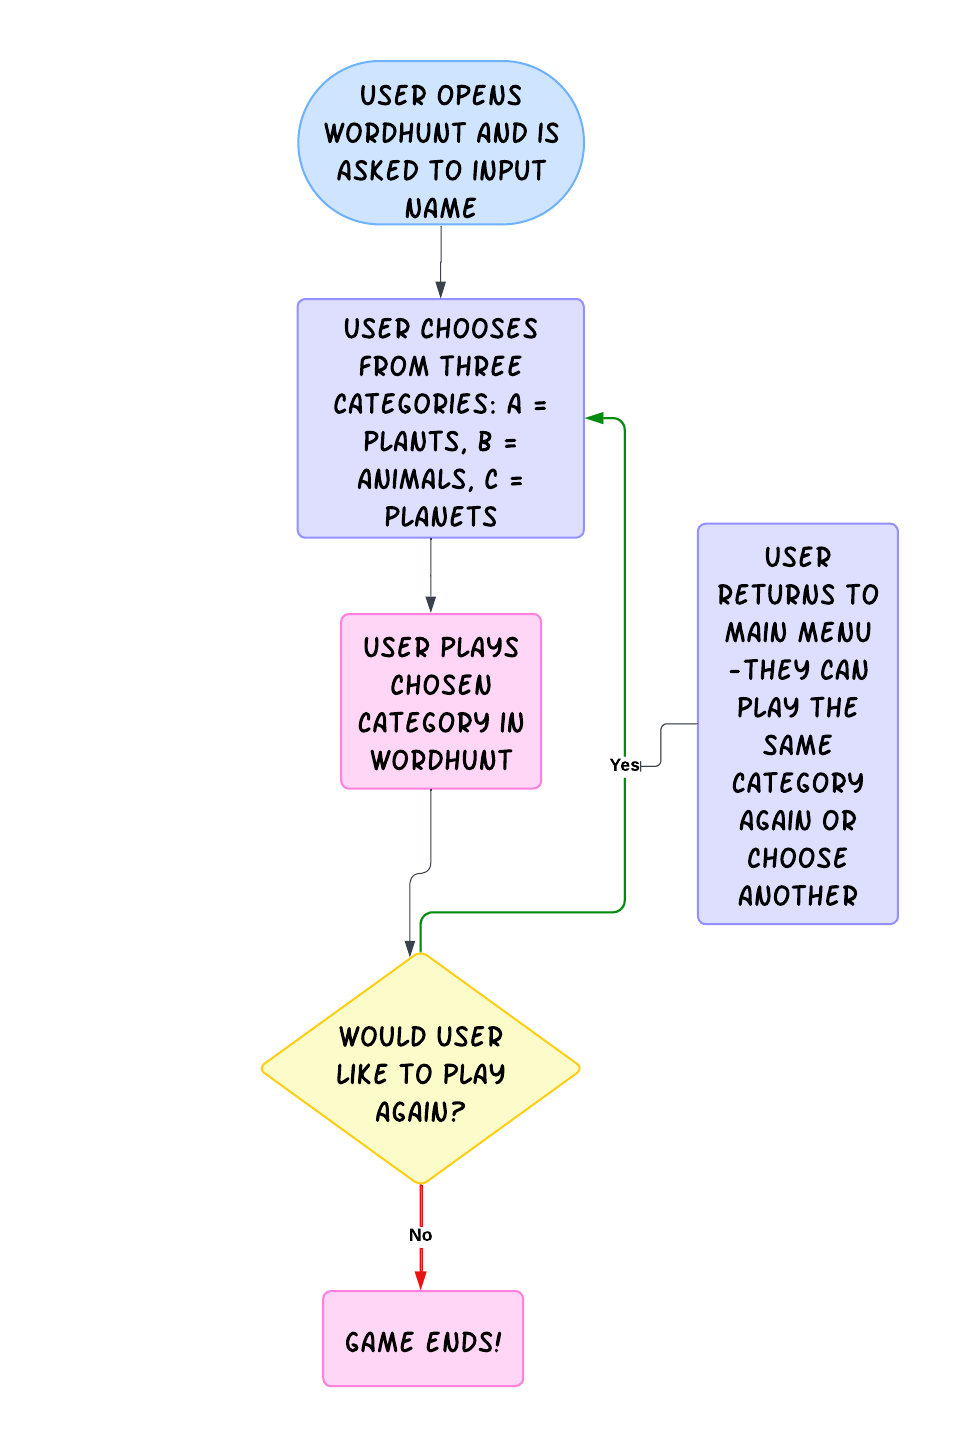 USER OPENS
WORDHUNT AND IS
ASKED TO INPUT
NAME
USER CHOOSES
FROM THREE
CATEGORIES: A =
PLANTS, B =
ANIMALS, C =
PLANETS
USER PLAYS
CHOSEN
CATEGORY IN
WORDHUNT
Yes
USER
RETURNS TO
MAIN MENU
-THEY CAN
PLAY THE
SAME
CATEGORY
AGAIN OR
CHOOSE
ANOTHER
WOULD USER
LIKE TO PLAY
AGAIN?
No
GAME ENDS!